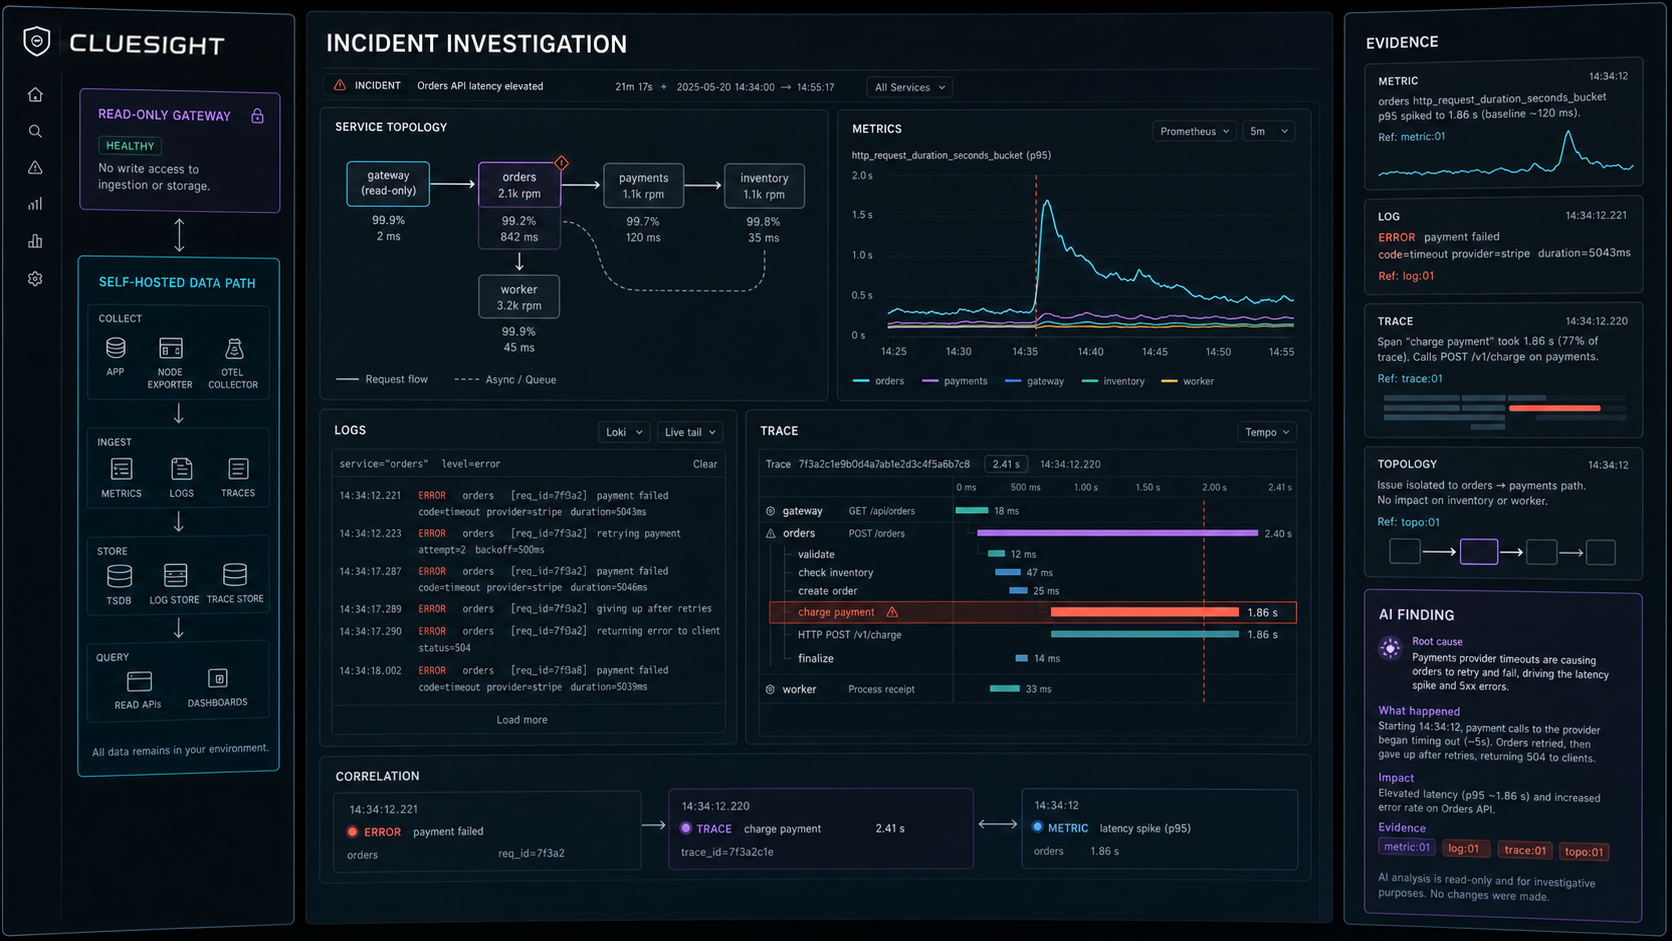 CLUESIGHT
READ-ONLY GATEWAY
HEALTHY
No write access to
ingestion or storage.
SELF-HOSTED DATA PATH
COLLECT
APP
NODE
EXPORTER
OTEL
COLLECTOR
INGEST
METRICS
LOGS
TRACES
STORE
TSDB
LOG STORE
TRACE STORE
QUERY
READ APIs
DASHBOARDS
All data remains in your environment.
INCIDENT INVESTIGATION
INCIDENT Orders API latency elevated 21m 17s + 2025-05-20 14:34:00 → 14:55:17 All Services
SERVICE TOPOLOGY
gateway
(read-only)
99.9%
2 ms
orders
2.1k rpm
99.2%
842 ms
payments
1.1k rpm
99.7%
120 ms
inventory
1.1k rpm
99.8%
35 ms
worker
3.2k rpm
99.9%
45 ms
Request flow Async / Queue
METRICS Prometheus 5m
http_request_duration_seconds_bucket (p95)
2.0 s
1.5 s
1.0 s
0.5 s
0 s
14:25 14:30 14:35 14:40 14:45 14:50 14:55
orders payments gateway inventory worker
LOGS Loki Live tail
service="orders" level=error Clear
14:34:12.221 ERROR orders [req_id=7f3a2] payment failed
code=timeout provider=stripe duration=5043ms
14:34:12.223 ERROR orders [req_id=7f3a2] retrying payment
attempt=2 backoff=500ms
14:34:17.287 ERROR orders [req_id=7f3a2] payment failed
code=timeout provider=stripe duration=5046ms
14:34:17.289 ERROR orders [req_id=7f3a2] giving up after retries
14:34:17.290 ERROR orders [req_id=7f3a2] returning error to client
status=504
14:34:18.002 ERROR orders [req_id=7f3a8] payment failed
code=timeout provider=stripe duration=5039ms
Load more
TRACE Tempo
Trace 7f3a2c1e9b0d4a7ab1e2d3c4f5a6b7c8 2.41 s 14:34:12.220
0 ms 500 ms 1.00 s 1.50 s 2.00 s 2.41 s
gateway GET /api/orders 18 ms
orders POST /orders 2.40 s
validate 12 ms
check inventory 47 ms
create order 25 ms
charge payment 1.86 s
HTTP POST /v1/charge 1.86 s
finalize 14 ms
worker Process receipt 33 ms
CORRELATION
14:34:12.221
ERROR payment failed
orders req_id=7f3a2
14:34:12.220
TRACE charge payment 2.41 s
trace_id=7f3a2c1e
14:34:12
METRIC latency spike (p95)
orders 1.86 s
EVIDENCE
METRIC 14:34:12
orders http_request_duration_seconds_bucket
p95 spiked to 1.86 s (baseline ~120 ms).
Ref: metric:01
LOG 14:34:12.221
ERROR payment failed
code=timeout provider=stripe duration=5043ms
Ref: log:01
TRACE 14:34:12.220
Span "charge payment" took 1.86 s (77% of
trace). Calls POST /v1/charge on payments.
Ref: trace:01
TOPOLOGY 14:34:12
Issue isolated to orders → payments path.
No impact on inventory or worker.
Ref: topo:01
AI FINDING
Root cause
Payments provider timeouts are causing
orders to retry and fail, driving the latency
spike and 5xx errors.
What happened
Starting 14:34:12, payment calls to the provider
began timing out (~5s). Orders retried, then
gave up after retries, returning 504 to clients.
Impact
Elevated latency (p95 ~1.86 s) and increased
error rate on Orders API.
Evidence
metric:01 log:01 trace:01 topo:01
AI analysis is read-only and for investigative
purposes. No changes were made.